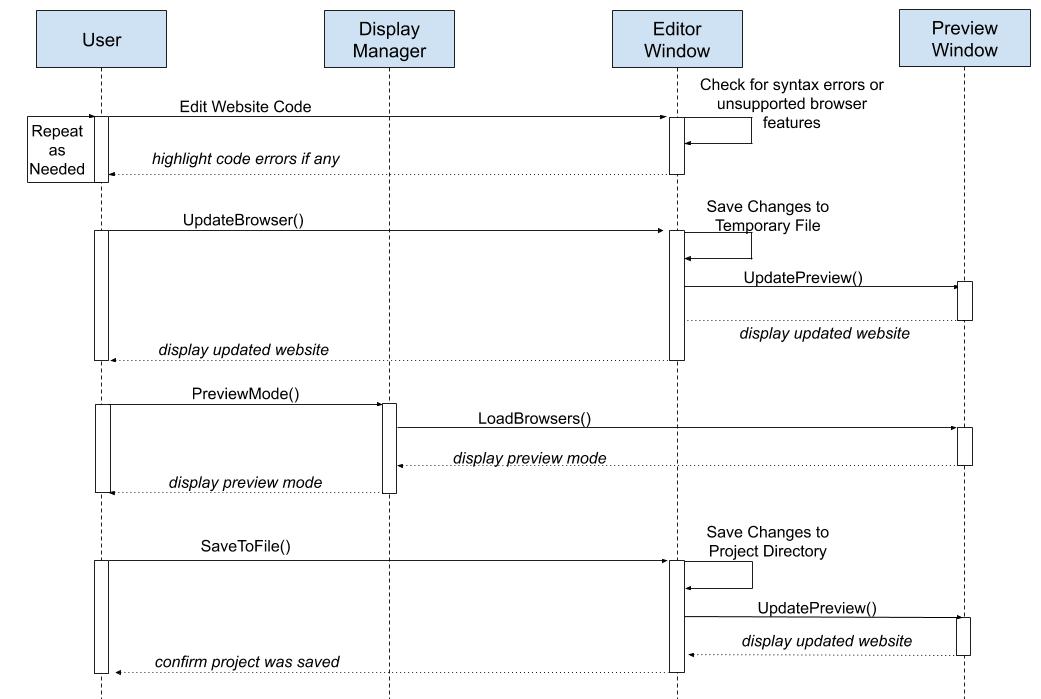 User
Display
Manager
Editor
Window
Preview
Window
Edit Website Code
Check for syntax errors or
unsupported browser
features
Repeat
as
Needed
highlight code errors if any
UpdateBrowser()
Save Changes to
Temporary File
UpdatePreview()
display updated website
display updated website
PreviewMode()
LoadBrowsers()
display preview mode
display preview mode
SaveToFile()
Save Changes to
Project Directory
UpdatePreview()
display updated website
confirm project was saved